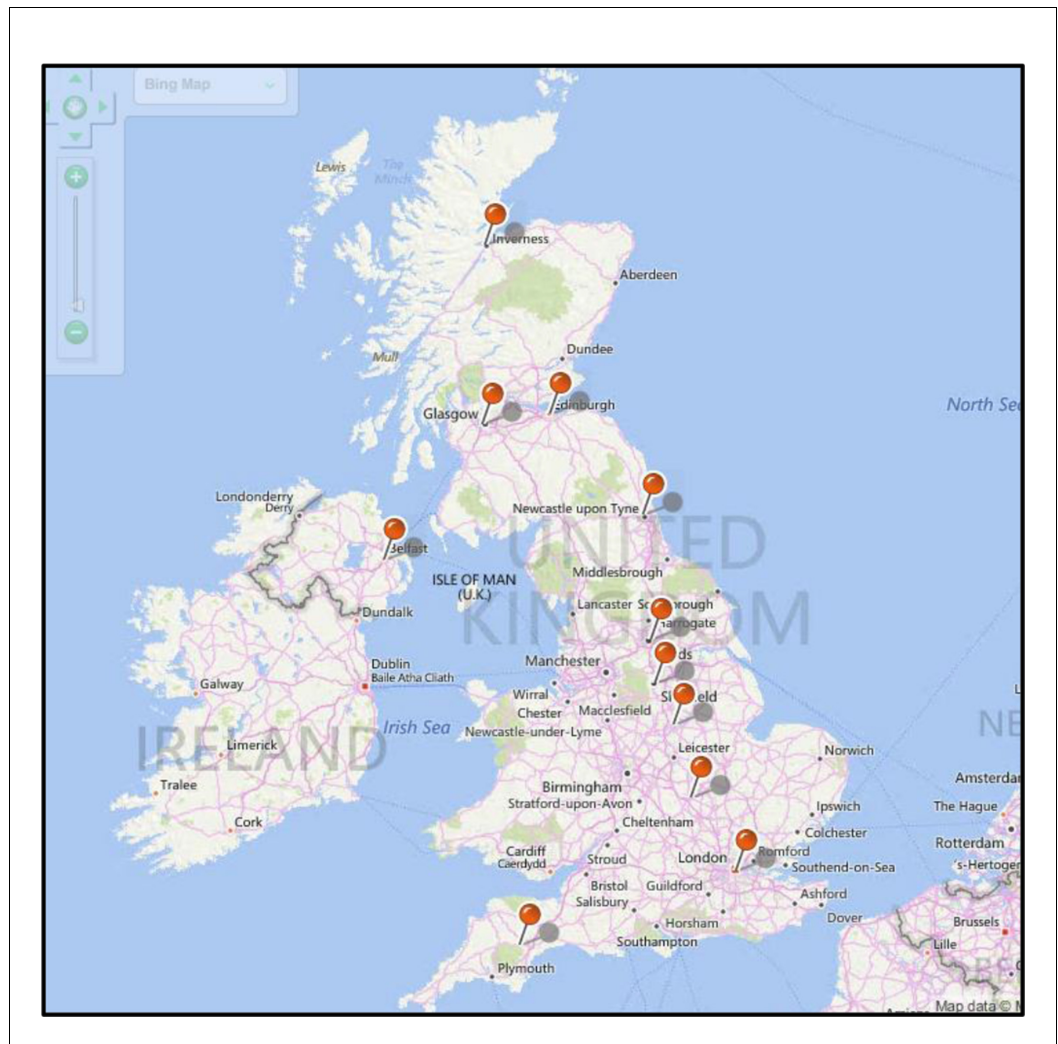 Bing Map
Lewis
The
Minch
Inverness
Aberdeen
Mull
Dundee
Glasgow
Edinburgh
North Sea
Londonderry
Derry
Newcastle upon Tyne
Belfast
UNITED
KINGDOM
ISLE OF MAN
(U.K.)
Middlesbrough
Lancaster
Dundalk
Manchester
Dublin
Baile Atha Cliath
Galway
Wirral
Chester
Macclesfield
Irish Sea
Newcastle-under-Lyme
IRELAND
Limerick
Leicester
Norwich
Tralee
Birmingham
Stratford-upon-Avon
Ipswich
The Hague
Cork
Cheltenham
Colchester
Rotterdam
Cardiff
Caerdydd
Stroud
London
Romford
Southend-on-Sea
Bristol
Guildford
Ashford
Salisbury
Horsham
Dover
Brussels
Southampton
Lille
Plymouth
Map data ©